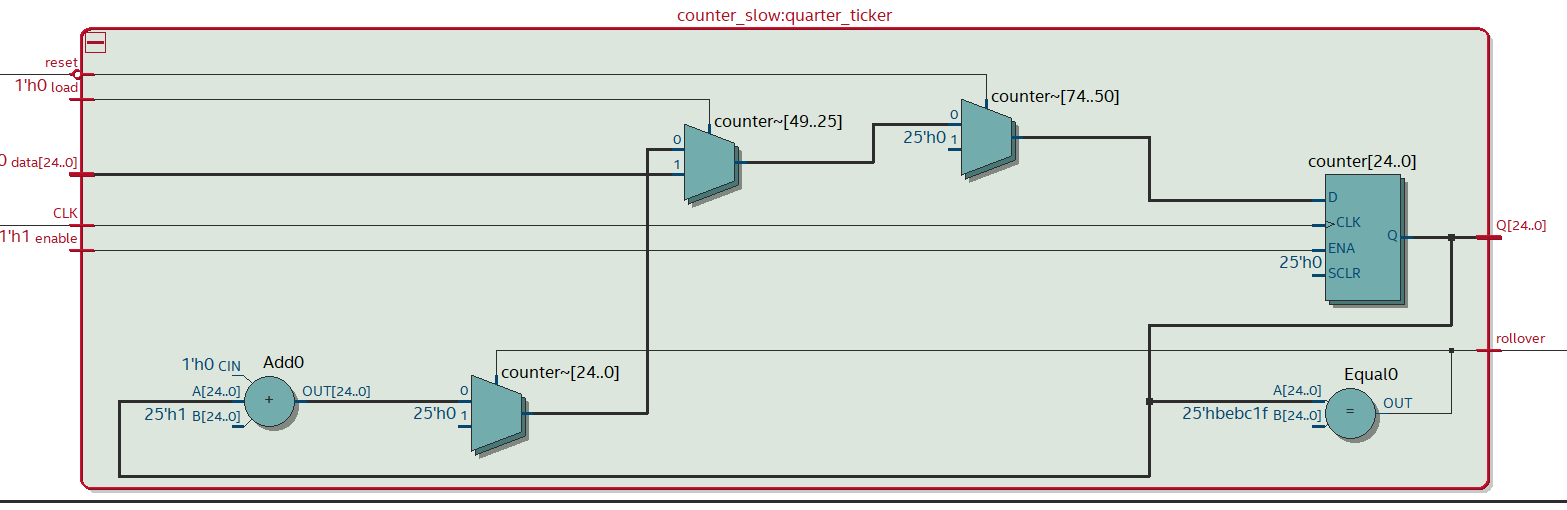 counter_slow:quarter_ticker
reset
1'h0 load
0 data[24..0]
CLK
1'h1 enable
counter~[49..25]
0
1
counter~[74..50]
0
25'h0 1
counter[24..0]
D
CLK
ENA
25'h0 SCLR
Q
Q[24..0]
rollover
Add0
1'h0 CIN
A[24..0]
25'h1 B[24..0]
+
OUT[24..0]
counter~[24..0]
0
25'h0 1
Equal0
A[24..0]
25'hbebc1f B[24..0]
=
OUT